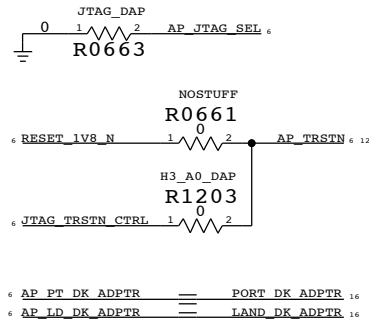 JTAG_DAP
0 1 2 AP_JTAG_SEL 6
R0663
NOSTUFF
R0661
0
6 RESET_1V8_N 1 2 AP_TRSTN 6 12
H3_A0_DAP
R1203
0
6 JTAG_TRSTN_CTRL 1 2
6 AP_PT_DK_ADPTR PORT_DK_ADPTR 16
6 AP_LD_DK_ADPTR LAND_DK_ADPTR 16